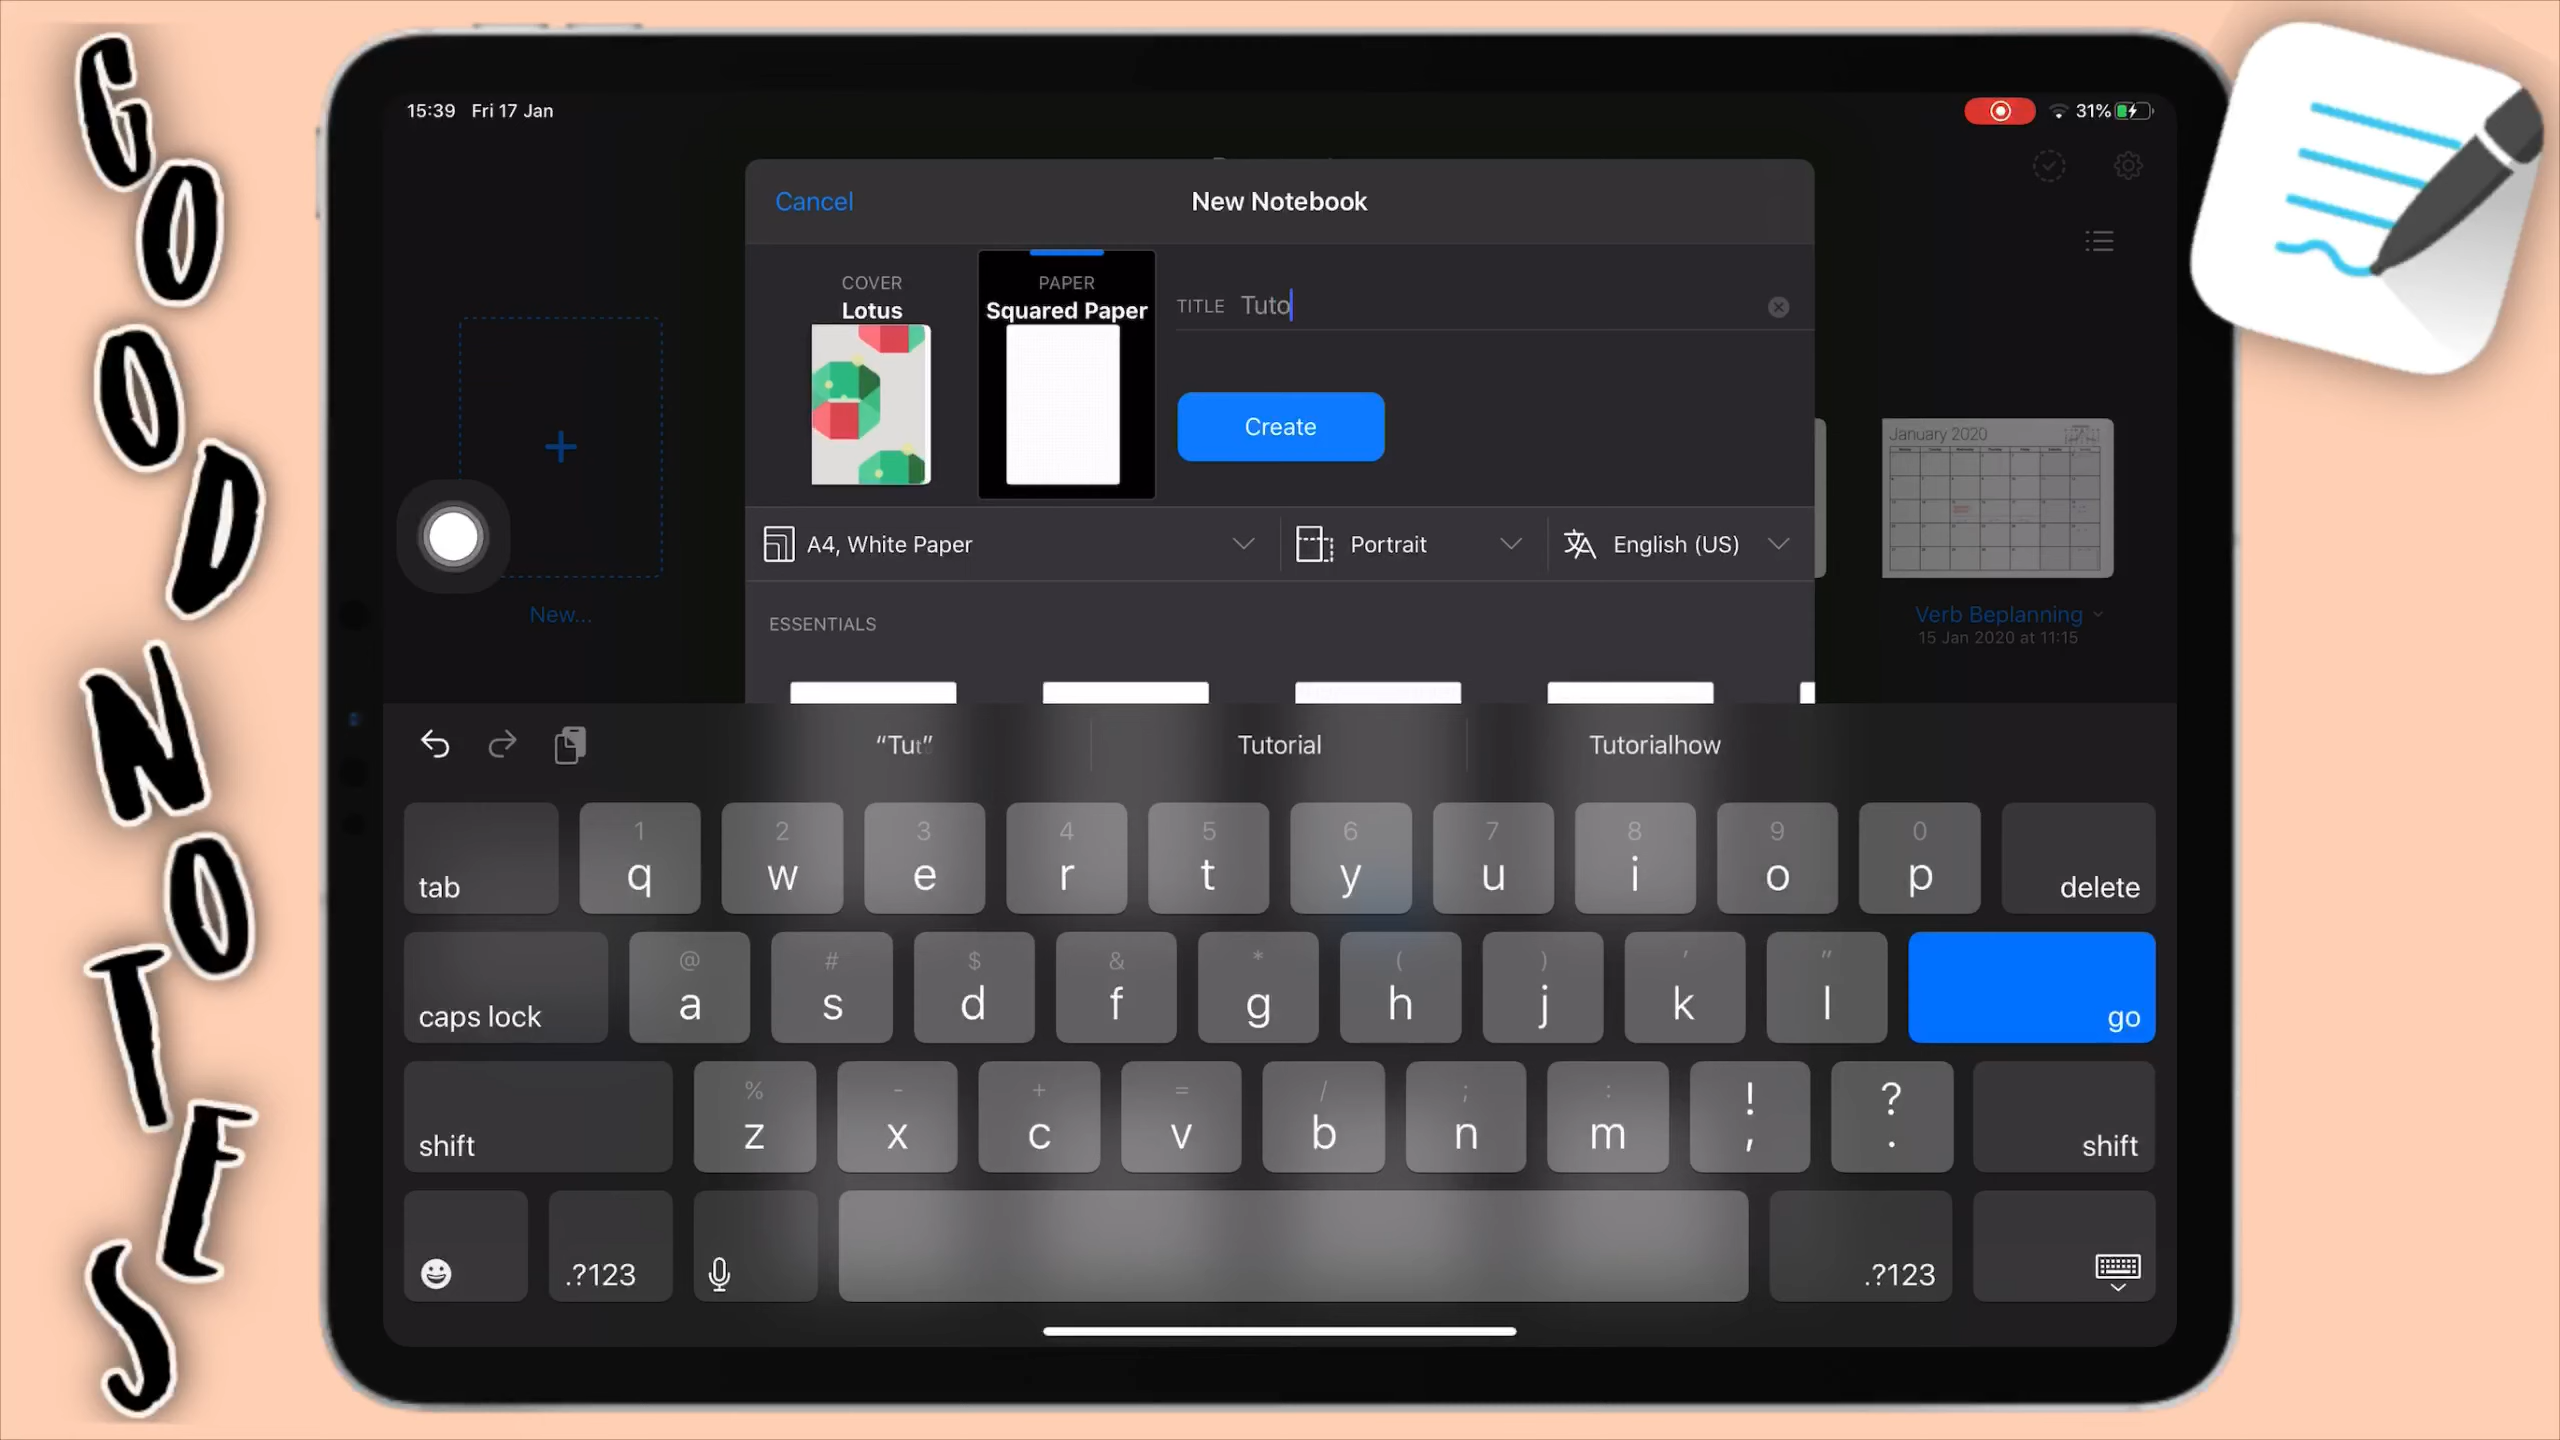 GOOD NOTES
15:39 Fri 17 Jan
31%
Cancel
New Notebook
COVER
Lotus
PAPER
Squared Paper
TITLE Tuto
Create
A4, White Paper
Portrait
English (US)
ESSENTIALS
New...
January 2020
Verb Beplanning
15 Jan 2020 at 11:15
“Tut” Tutorial Tutorialhow
1 2 3 4 5 6 7 8 9 0
tab q w e r t y u i o p delete
@ # $ & * ( ) ' "
caps lock a s d f g h j k l go
% - + = / ; : ! ?
shift z x c v b n m , . shift
.?123 .?123